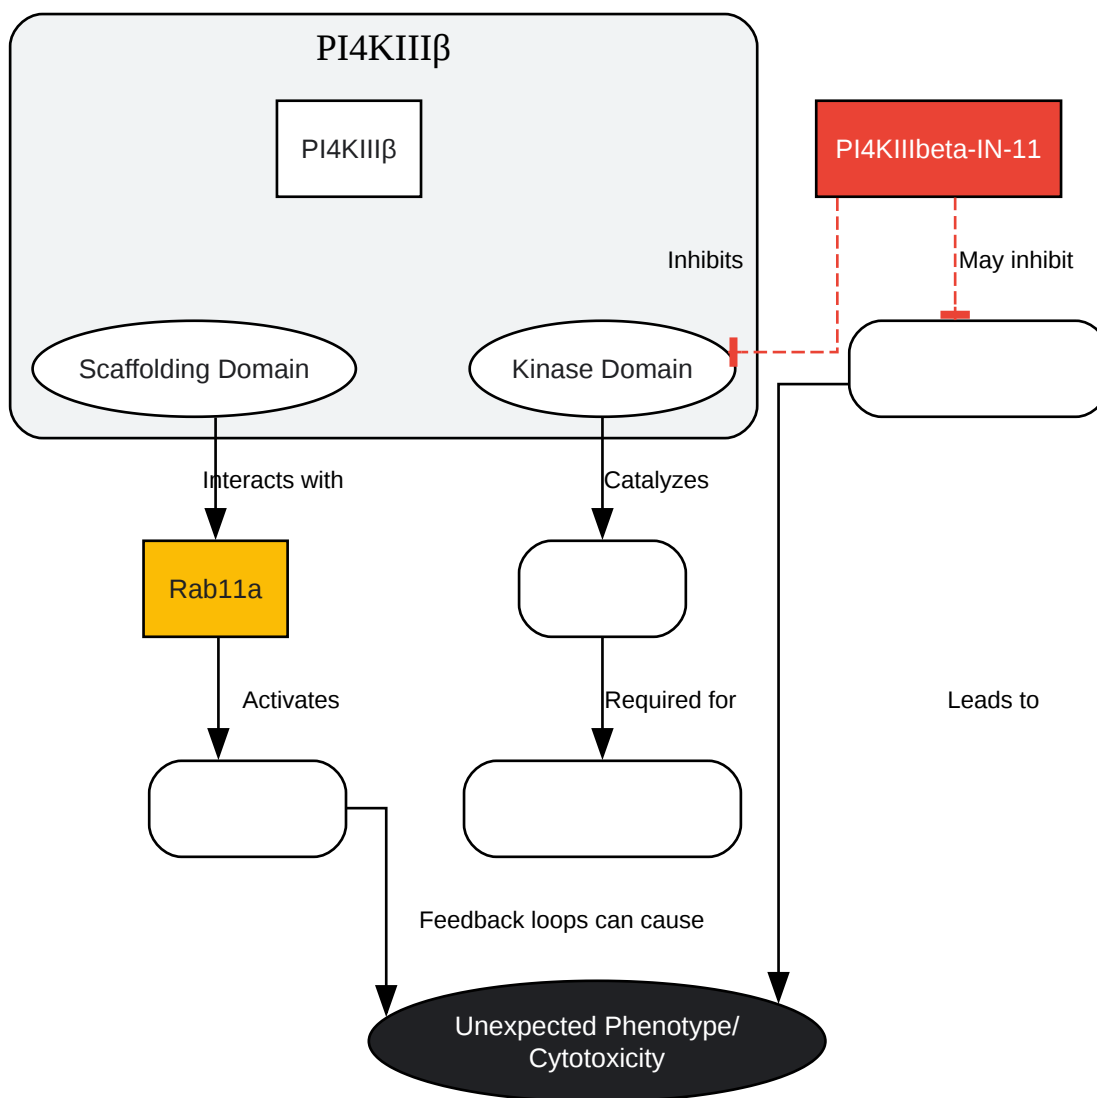 PI4KIIIβ
PI4KIIIβ
PI4KIIIbeta-IN-11
Inhibits
May inhibit
Scaffolding Domain
Kinase Domain
Interacts with
Catalyzes
Rab11a
Activates
Required for
Leads to
Feedback loops can cause
Unexpected Phenotype/
Cytotoxicity